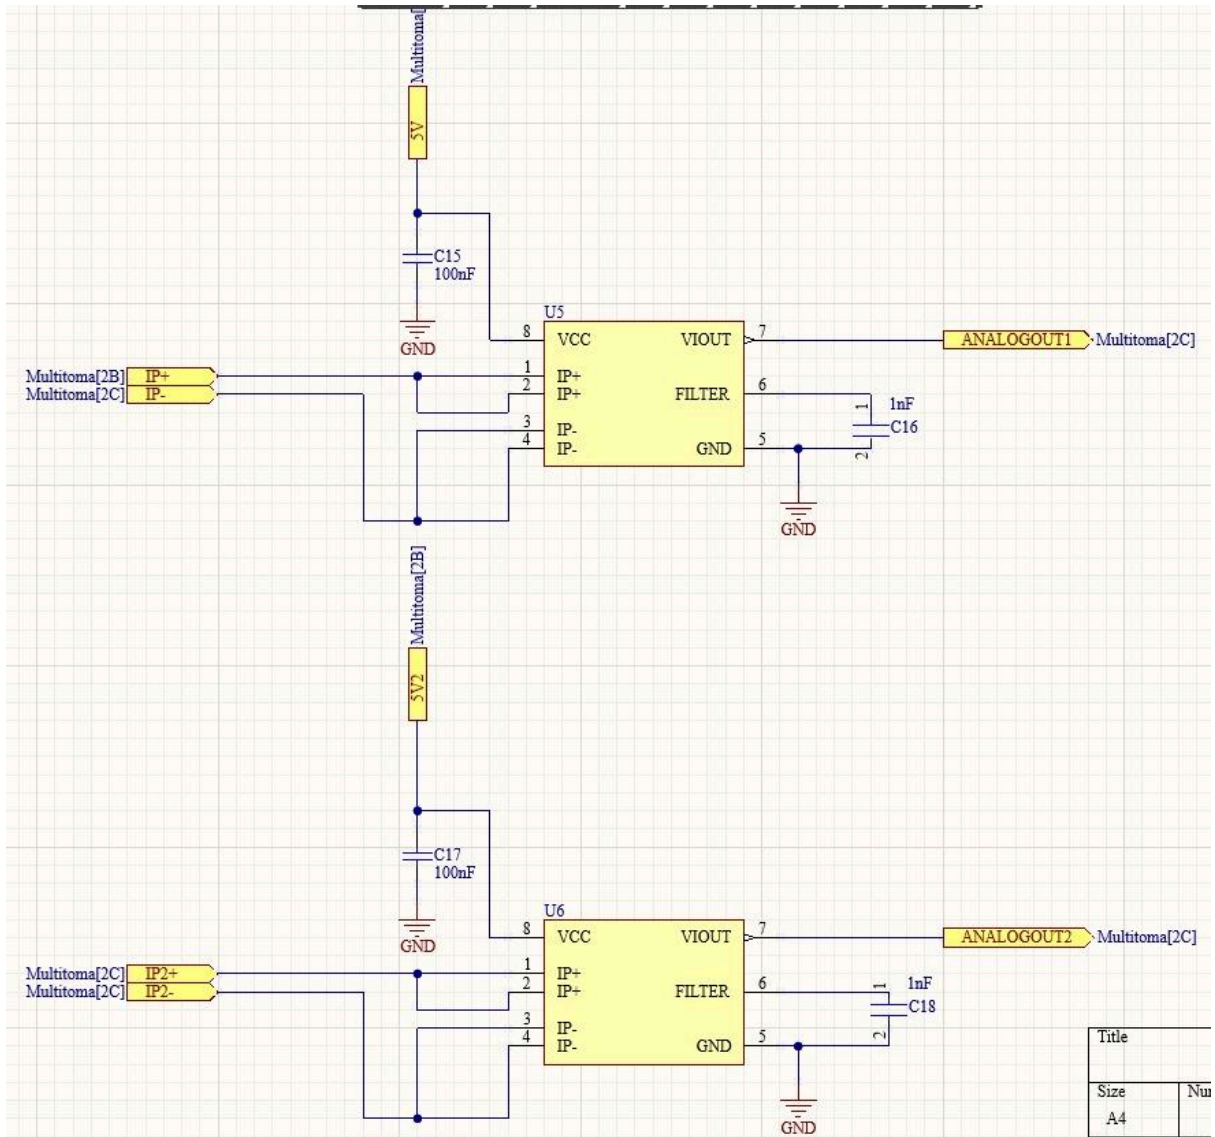 Multitoma[
5V
C15
100nF
GND
U5
8 VCC VIOUT 7
ANALOGOUT1 Multitoma[2C]
Multitoma[2B] IP+
Multitoma[2C] IP-
1 IP+
2 IP+ FILTER 6
3 IP-
4 IP- GND 5
1 1nF
C16
2
GND
Multitoma[2B]
5V2
C17
100nF
GND
U6
8 VCC VIOUT 7
ANALOGOUT2 Multitoma[2C]
Multitoma[2C] IP2+
Multitoma[2C] IP2-
1 IP+
2 IP+ FILTER 6
3 IP-
4 IP- GND 5
1 1nF
C18
2
GND
Title
Size
A4